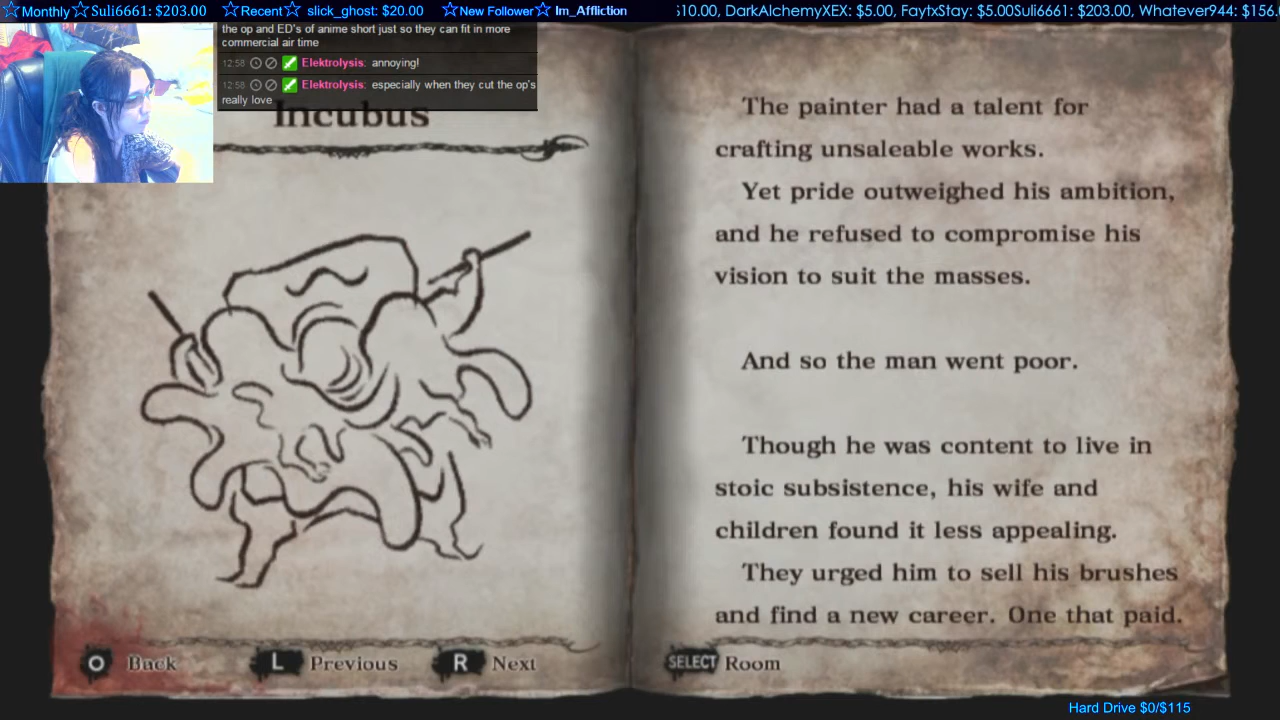 Monthly Suli6661: $203.00 Recent slick_ghost: $20.00 New Follower Im_Affliction $10.00, DarkAlchemyXEX: $5.00, FaytxStay: $5.00Suli6661: $203.00, Whatever944: $156.
the op and ED's of anime short just so they can fit in more
commercial air time
12:58 Elektrolysis: annoying!
12:58 Elektrolysis: especially when they cut the op's
really love
Incubus
The painter had a talent for
crafting unsaleable works.
Yet pride outweighed his ambition,
and he refused to compromise his
vision to suit the masses.
And so the man went poor.
Though he was content to live in
stoic subsistence, his wife and
children found it less appealing.
They urged him to sell his brushes
and find a new career. One that paid.
O Back L Previous R Next SELECT Room
Hard Drive $0/$115